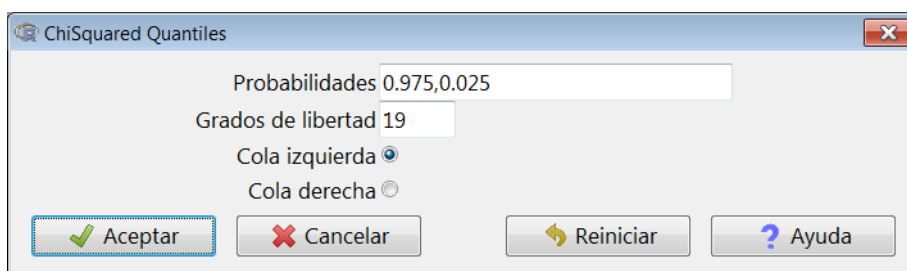 ChiSquared Quantiles
Probabilidades 0.975,0.025
Grados de libertad 19
Cola izquierda
Cola derecha
Aceptar Cancelar Reiniciar Ayuda